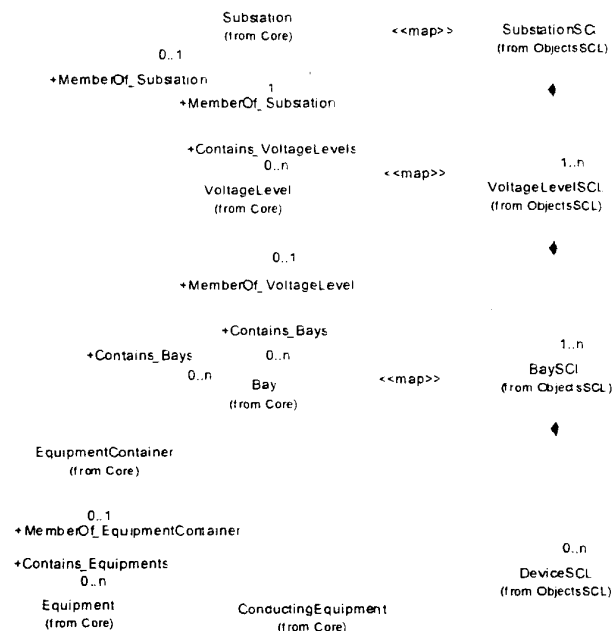 Substation <<map>> SubstationSCL
(from Core) (from ObjectsSCL)
0..1
+MemberOf_Substation
1
+MemberOf_Substation
+Contains_VoltageLevels
0..n <<map>> 1..n
VoltageLevel VoltageLevelSCL
(from Core) (from ObjectsSCL)
0..1
+MemberOf_VoltageLevel
+Contains_Bays
+Contains_Bays 0..n 1..n
0..n Bay <<map>> BaySCL
(from Core) (from ObjectsSCL)
EquipmentContainer
(from Core)
0..1
+MemberOf_EquipmentContainer
+Contains_Equipments 0..n
0..n DeviceSCL
(from ObjectsSCL)
Equipment ConductingEquipment
(from Core) (from Core)